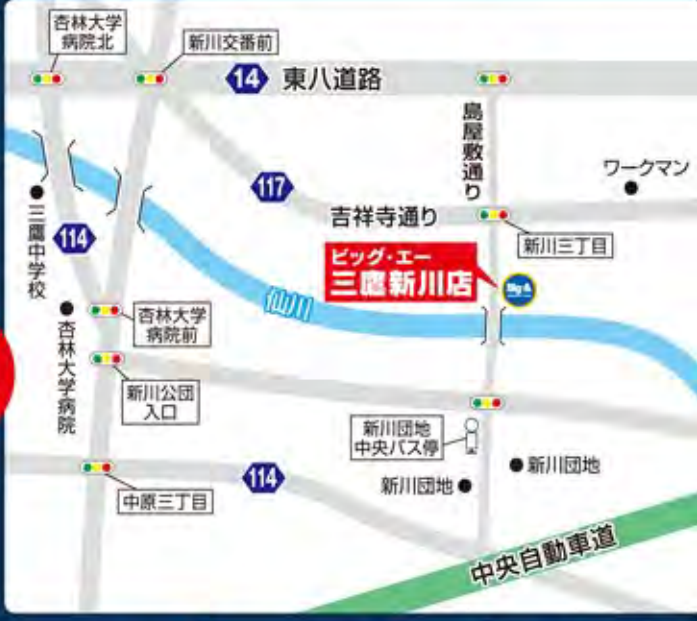 杏林大学
病院北
新川交番前
14
東八道路
島屋敷通り
ワークマン
117
吉祥寺通り
新川三丁目
三鷹中学校
114
ビッグ・エー
三鷹新川店
Big-A
仙川
杏林大学
病院前
杏林大学病院
新川公団
入口
新川団地
中央バス停
新川団地
新川団地
中原三丁目
114
中央自動車道